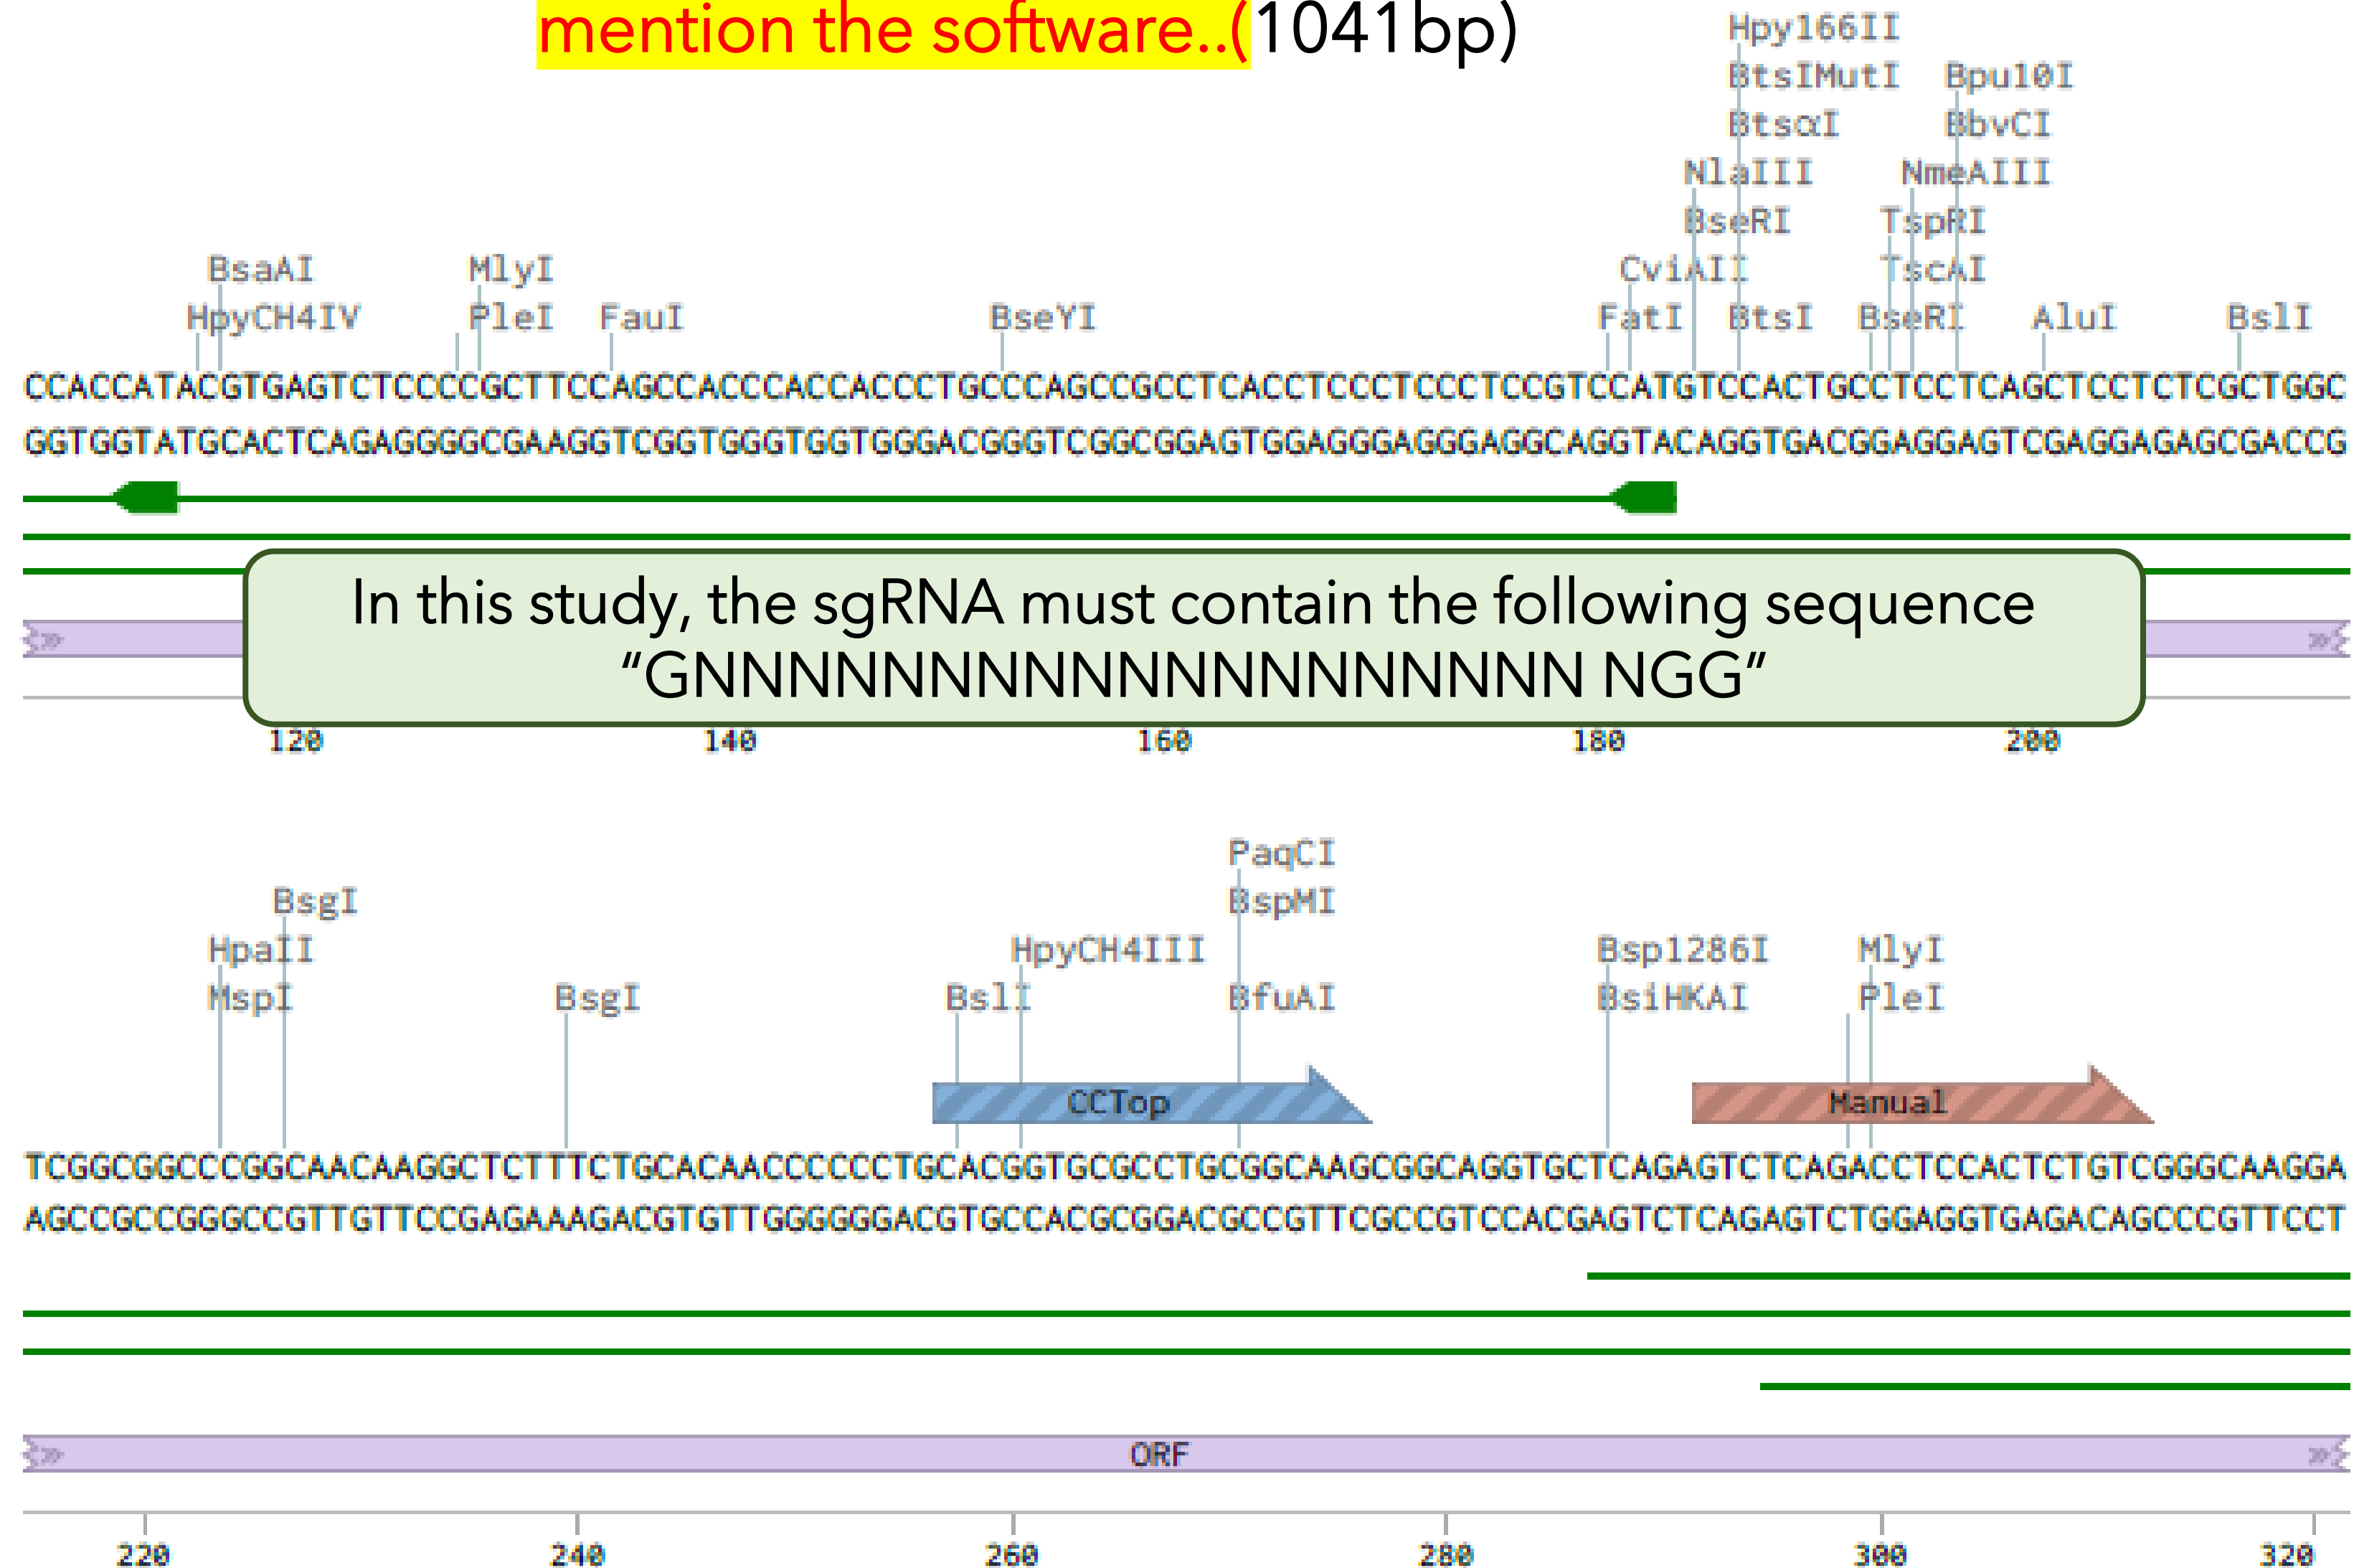 mention the software..(1041bp)
Hpy166II
BtsIMutI Bpu10I
BtsαI BbvCI
NlaIII NmeAIII
BseRI TspRI
BsaAI MlyI CviAII TscAI
HpyCH4IV PleI FauI BseYI FatI BtsI BseRI AluI BslI
CCACCATACGTGAGTCTCCCCGCTTCCAGCCACCCACCACCCTGCCCAGCCGCCTCACCTCCCTCCCTCCGTCCATGTCCACTGCCTCCTCAGCTCCTCTCGCTGGC
GGTGGTATGCACTCAGAGGGGCGAAGGTCGGTGGGTGGTGGGACGGGTCGGCGGAGTGGAGGGAGGGAGGCAGGTACAGGTGACGGAGGAGTCGAGGAGAGCGACCG
In this study, the sgRNA must contain the following sequence
“GNNNNNNNNNNNNNNNNNNN NGG”
120 140 160 180 200
PaqCI
BsgI BspMI
HpaII HpyCH4III Bsp1286I MlyI
MspI BsgI BslI BfuAI BsiHKAI PleI
CCTop Manual
TCGGCGGCCCGGCAACAAGGCTCTTTCTGCACAACCCCCCTGCACGGTGCGCCTGCGGCAAGCGGCAGGTGCTCAGAGTCTCAGACCTCCACTCTGTCGGGCAAGGA
AGCCGCCGGGCCGTTGTTCCGAGAAAGACGTGTTGGGGGGACGTGCCACGCGGACGCCGTTCGCCGTCCACGAGTCTCAGAGTCTGGAGGTGAGACAGCCCGTTCCT
ORF
220 240 260 280 300 320